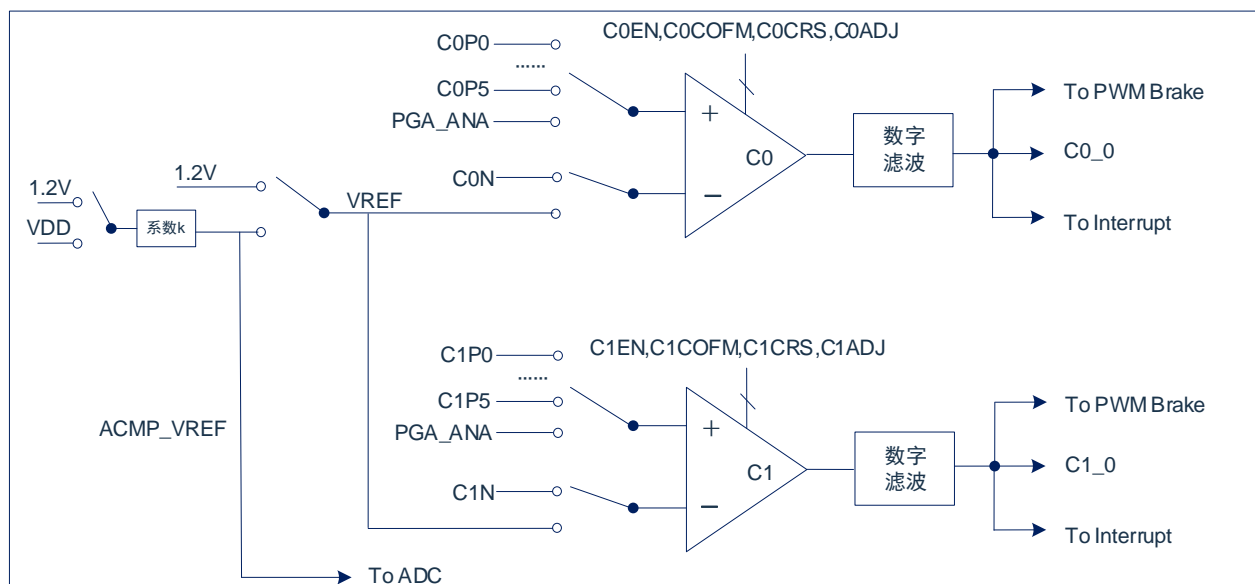 C0P0
......
C0P5
PGA_ANA
C0N
C0EN,C0COFM,C0CRS,C0ADJ
+
C0
−
数字
滤波
To PWM Brake
C0_0
To Interrupt
1.2V
VDD
系数k
1.2V
VREF
ACMP_VREF
To ADC
C1P0
......
C1P5
PGA_ANA
C1N
C1EN,C1COFM,C1CRS,C1ADJ
+
C1
−
数字
滤波
To PWM Brake
C1_0
To Interrupt